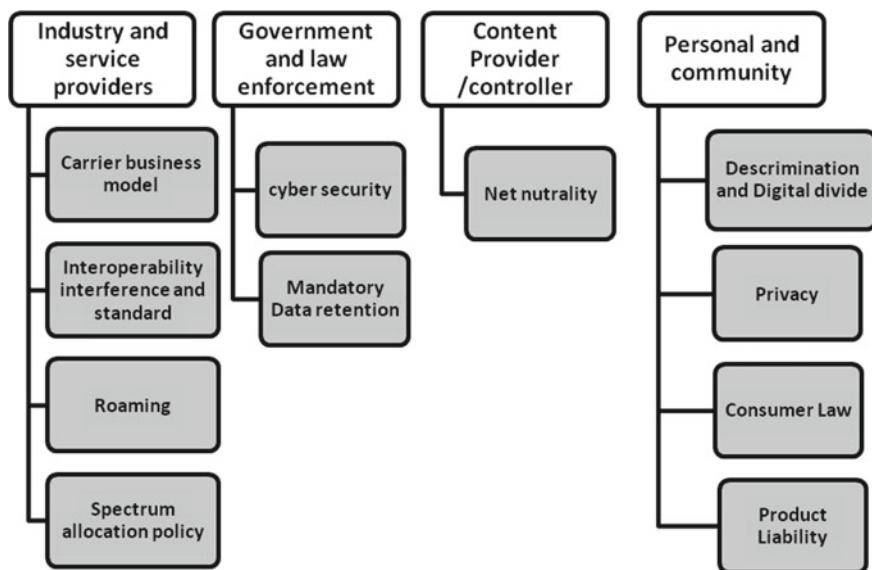 Industry and
service
providers
Carrier business
model
Interoperability
interference and
standard
Roaming
Spectrum
allocation policy
Government
and law
enforcement
cyber security
Mandatory
Data retention
Content
Provider
/controller
Net nutrality
Personal and
community
Descrimination
and Digital divide
Privacy
Consumer Law
Product
Liability